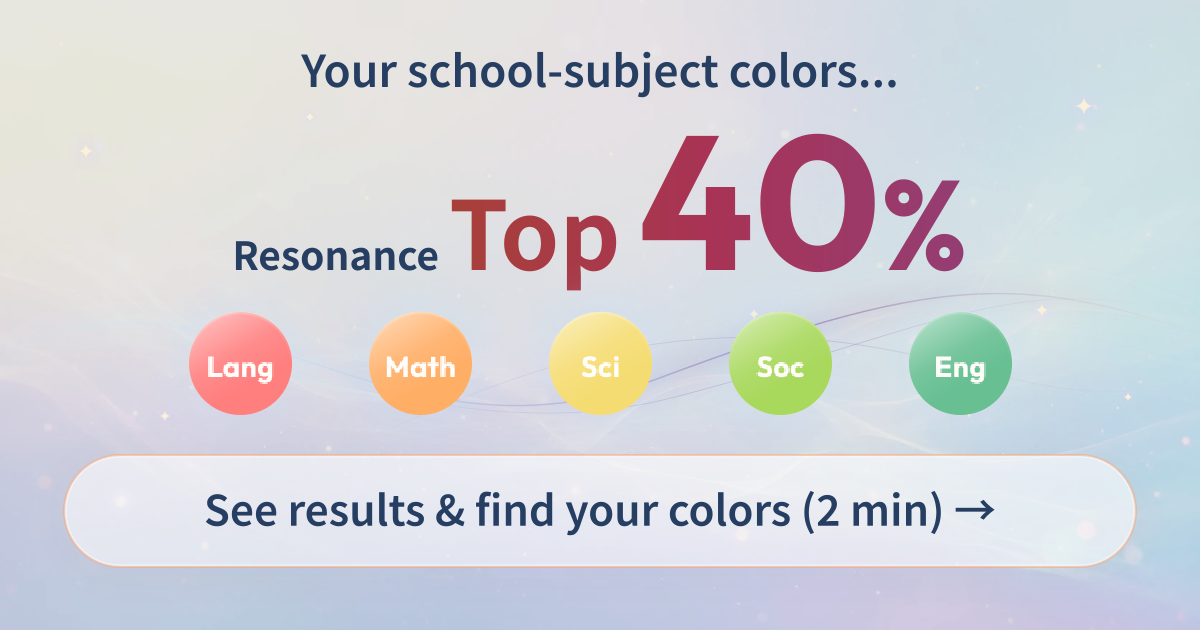 Your school-subject colors...
Resonance Top 40%
Lang Math Sci Soc Eng
See results & find your colors (2 min) →